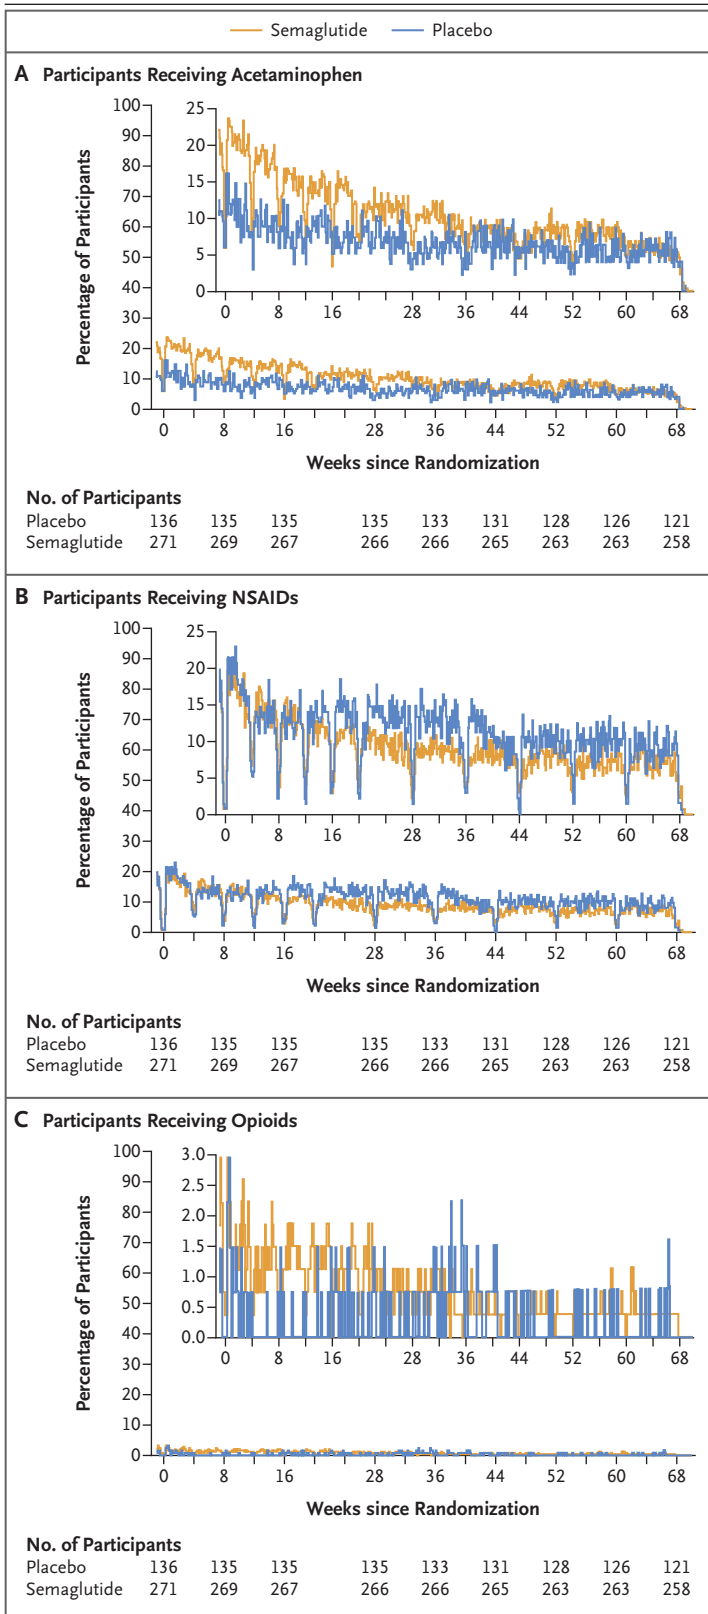 Semaglutide Placebo
A Participants Receiving Acetaminophen
100
90
80
70
60
50
40
30
20
10
0
Percentage of Participants
25
20
15
10
5
0
0 8 16 28 36 44 52 60 68
0 8 16 28 36 44 52 60 68
Weeks since Randomization
No. of Participants
Placebo 136 135 135 135 133 131 128 126 121
Semaglutide 271 269 267 266 266 265 263 263 258
B Participants Receiving NSAIDs
100
90
80
70
60
50
40
30
20
10
0
Percentage of Participants
25
20
15
10
5
0
0 8 16 28 36 44 52 60 68
0 8 16 28 36 44 52 60 68
Weeks since Randomization
No. of Participants
Placebo 136 135 135 135 133 131 128 126 121
Semaglutide 271 269 267 266 266 265 263 263 258
C Participants Receiving Opioids
100
90
80
70
60
50
40
30
20
10
0
Percentage of Participants
3.0
2.5
2.0
1.5
1.0
0.5
0.0
0 8 16 28 36 44 52 60 68
0 8 16 28 36 44 52 60 68
Weeks since Randomization
No. of Participants
Placebo 136 135 135 135 133 131 128 126 121
Semaglutide 271 269 267 266 266 265 263 263 258